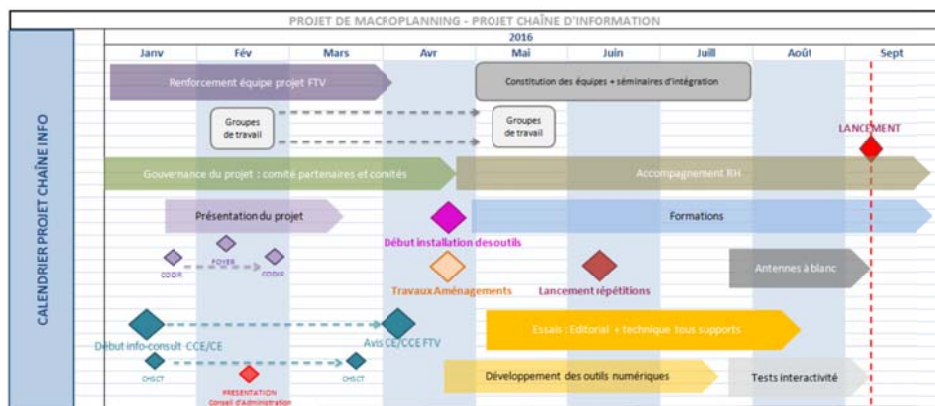 PROJET DE MACROPLANNING - PROJET CHAÎNE D'INFORMATION
CALENDRIER PROJET CHAÎNE INFO
2016
Janv Fév Mars Avr Mai Juin Juill Août Sept
Renforcement équipe projet FTV
Constitution des équipes + séminaires d'intégration
Groupes
de travail
Groupes
de travail
LANCEMENT
Gouvernance du projet : comité partenaires et comités
Accompagnement RH
Présentation du projet
Formations
Début installation desoutils
FOYER
CODIR
Travaux Aménagements
Lancement répétitions
Antennes à blanc
Essais : Editorial + technique tous supports
Début info-consult CCE/CE
Avis CE/CCE FTV
CHSCT
CHSCT
PRESENTATION
Conseil d'Administration
Développement des outils numériques
Tests interactivité